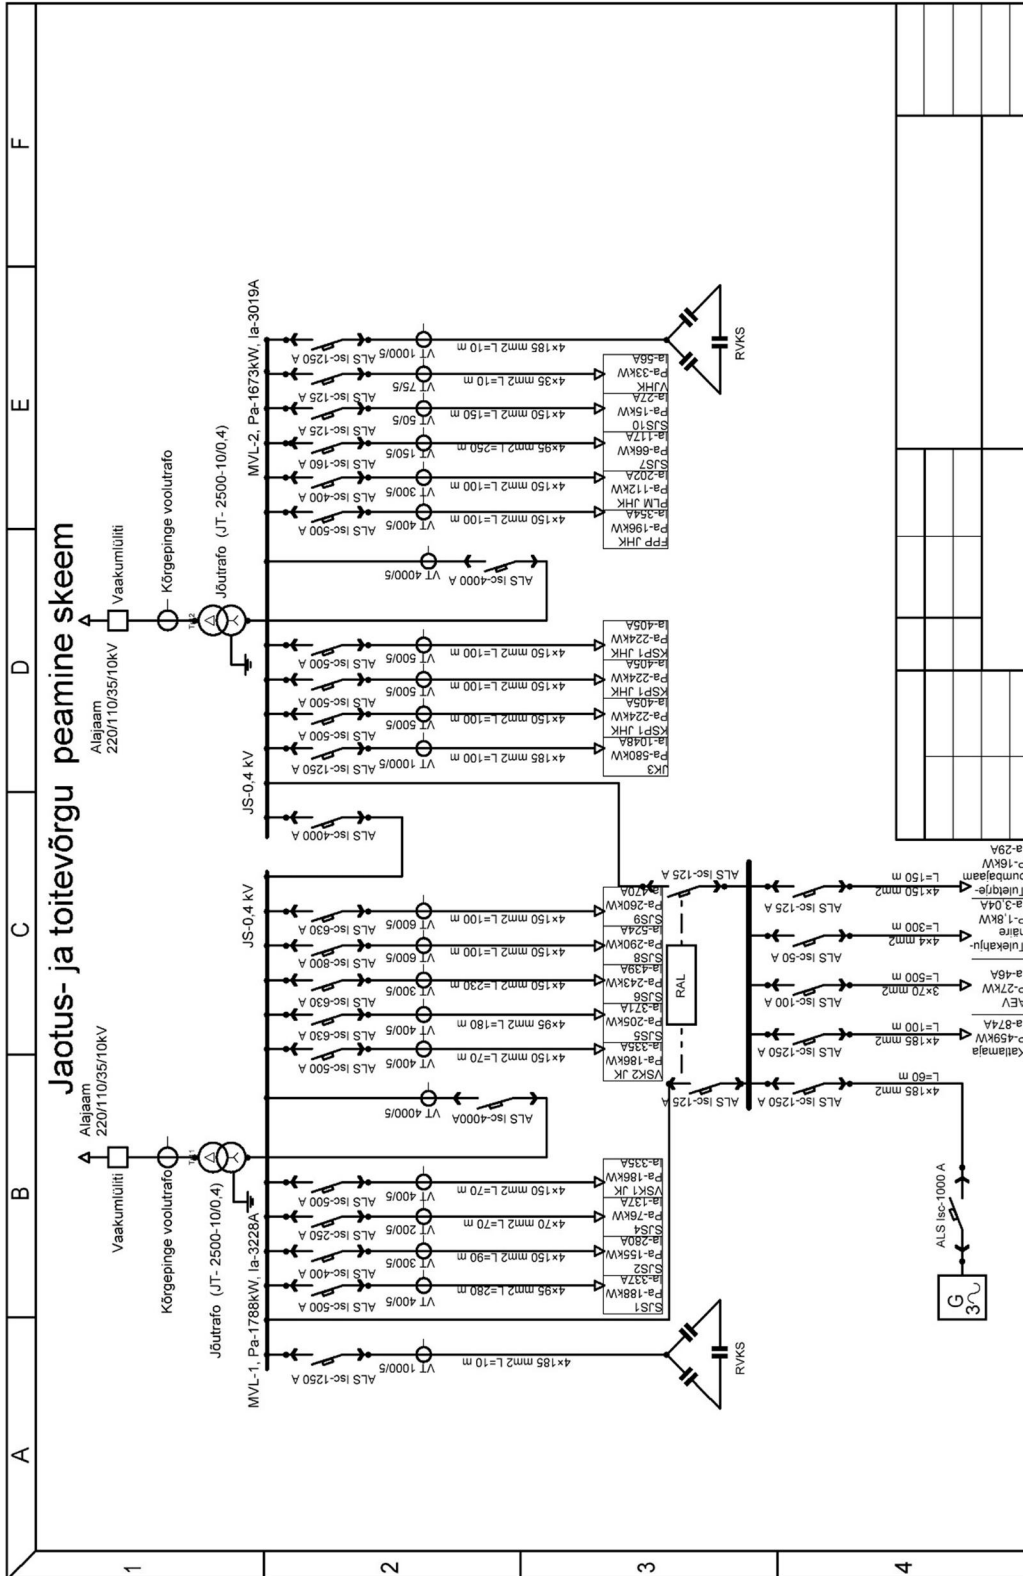 Jaotus- ja toitevõrgu peamine skeem
A
B
C
D
E
F
1
2
3
4
Alajaam
220/110/35/10kV
Vaakumlüliti
Kõrgepinge voolutrafo
Jõutrafo (JT- 2500-10/0,4)
Alajaam
220/110/35/10kV
Vaakumlüliti
Kõrgepinge voolutrafo
Jõutrafo (JT- 2500-10/0,4)
MVL-1, Pa-1788kW, Ia-3228A
JS-0,4 kV
JS-0,4 kV
MVL-2, Pa-1673kW, Ia-3019A
ALS Isc-1250 A
VT 1000/5
4×185 mm2 L=10 m
RVKS
ALS Isc-500 A
VT 400/5
4×95 mm2 L=280 m
SJS1
Pa-188kW
Ia-337A
ALS Isc-400 A
VT 300/5
4×150 mm2 L=90 m
SJS2
Pa-155kW
Ia-280A
ALS Isc-250 A
VT 200/5
4×70 mm2 L=70 m
SJS4
Pa-76kW
Ia-137A
ALS Isc-500 A
VT 400/5
4×150 mm2 L=70 m
VSK1 JK
Pa-186kW
Ia-335A
VT 4000/5
ALS Isc-4000A
ALS Isc-500 A
VT 400/5
4×150 mm2 L=70 m
VSK2 JK
Pa-186kW
Ia-335A
ALS Isc-630 A
VT 400/5
4×95 mm2 L=180 m
SJS5
Pa-205kW
Ia-371A
ALS Isc-630 A
VT 300/5
4×150 mm2 L=230 m
SJS6
Pa-243kW
Ia-439A
ALS Isc-800 A
VT 600/5
4×150 mm2 L=100 m
SJS8
Pa-290kW
Ia-524A
ALS Isc-630 A
VT 600/5
4×150 mm2 L=100 m
SJS9
Pa-260kW
Ia-470A
ALS Isc-4000 A
ALS Isc-1250 A
VT 1000/5
4×185 mm2 L=100 m
JK3
Pa-580kW
Ia-1048A
ALS Isc-500 A
VT 500/5
4×150 mm2 L=100 m
KSP1 JHK
Pa-224kW
Ia-405A
ALS Isc-500 A
VT 500/5
4×150 mm2 L=100 m
KSP1 JHK
Pa-224kW
Ia-405A
ALS Isc-500 A
VT 500/5
4×150 mm2 L=100 m
KSP1 JHK
Pa-224kW
Ia-405A
VT 4000/5
ALS Isc-4000 A
ALS Isc-500 A
VT 400/5
4×150 mm2 L=100 m
FPP JHK
Pa-196kW
Ia-354A
ALS Isc-400 A
VT 300/5
4×150 mm2 L=100 m
PLM JHK
Pa-112kW
Ia-202A
ALS Isc-160 A
VT 150/5
4×95 mm2 L=250 m
SJS7
Pa-66kW
Ia-117A
ALS Isc-125 A
VT 50/5
4×150 mm2 L=150 m
SJS10
Pa-15kW
Ia-27A
ALS Isc-125 A
VT 75/5
4×35 mm2 L=10 m
VJHK
Pa-33kW
Ia-56A
ALS Isc-1250 A
VT 1000/5
4×185 mm2 L=10 m
RVKS
ALS Isc-125 A
RAL
ALS Isc-125 A
ALS Isc-1250 A
4×185 mm2
L=60 m
ALS Isc-1000 A
G
3
ALS Isc-1250 A
4×185 mm2
L=100 m
Katlamaja
P-459kW
Ia-874A
ALS Isc-100 A
3×70 mm2
L=500 m
P-27kW
ALS Isc-50 A
4×4 mm2
L=300 m
P-1,8kW
ALS Isc-125 A
4×150 mm2
L=150 m
P-16kW